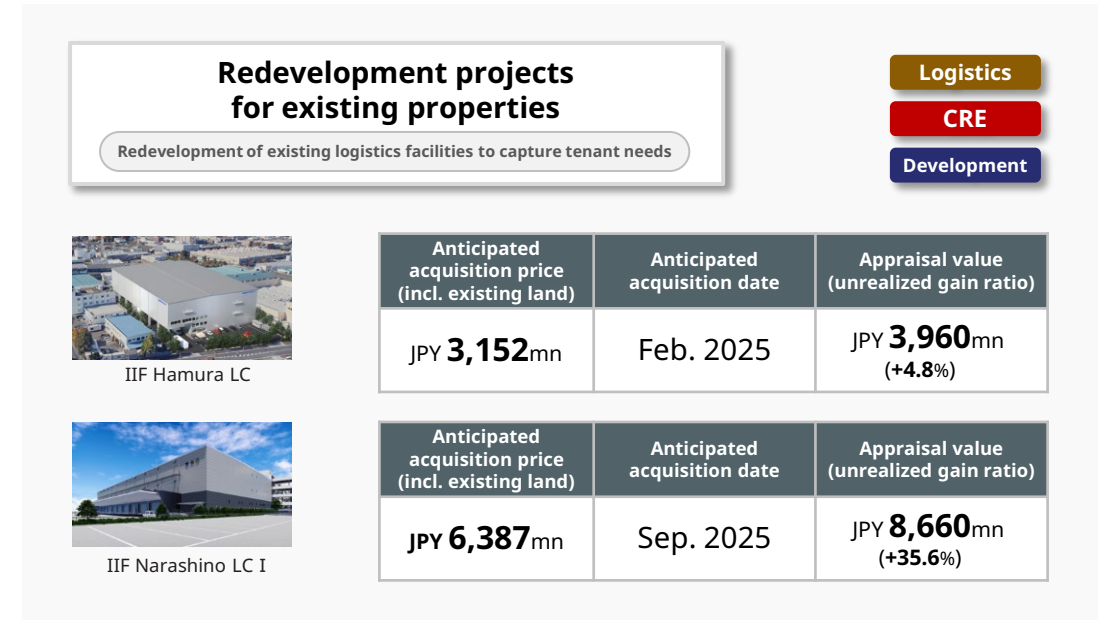 Redevelopment projects
for existing properties
Redevelopment of existing logistics facilities to capture tenant needs
Logistics
CRE
Development
IIF Hamura LC
Anticipated
acquisition price
(incl. existing land)
Anticipated
acquisition date
Appraisal value
(unrealized gain ratio)
JPY 3,152mn
Feb. 2025
JPY 3,960mn
(+4.8%)
IIF Narashino LC I
Anticipated
acquisition price
(incl. existing land)
Anticipated
acquisition date
Appraisal value
(unrealized gain ratio)
JPY 6,387mn
Sep. 2025
JPY 8,660mn
(+35.6%)